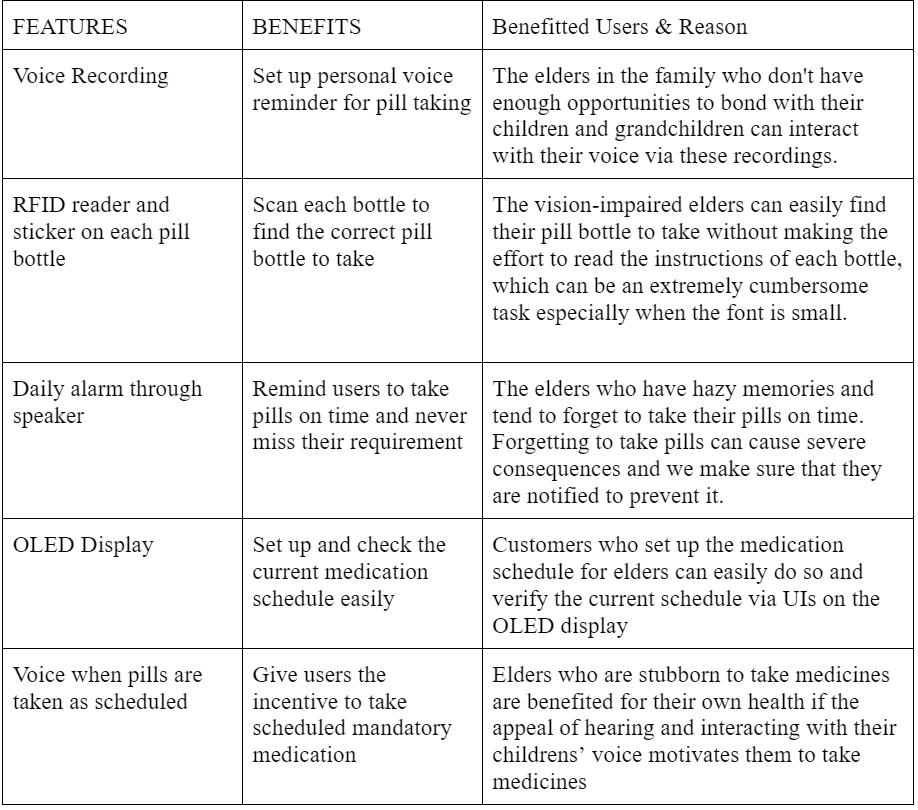 FEATURES
BENEFITS
Benefitted Users & Reason
Voice Recording
Set up personal voice
reminder for pill taking
The elders in the family who don't have
enough opportunities to bond with their
children and grandchildren can interact
with their voice via these recordings.
RFID reader and
sticker on each pill
bottle
Scan each bottle to
find the correct pill
bottle to take
The vision-impaired elders can easily find
their pill bottle to take without making the
effort to read the instructions of each bottle,
which can be an extremely cumbersome
task especially when the font is small.
Daily alarm through
speaker
Remind users to take
pills on time and never
miss their requirement
The elders who have hazy memories and
tend to forget to take their pills on time.
Forgetting to take pills can cause severe
consequences and we make sure that they
are notified to prevent it.
OLED Display
Set up and check the
current medication
schedule easily
Customers who set up the medication
schedule for elders can easily do so and
verify the current schedule via UIs on the
OLED display
Voice when pills are
taken as scheduled
Give users the
incentive to take
scheduled mandatory
medication
Elders who are stubborn to take medicines
are benefited for their own health if the
appeal of hearing and interacting with their
childrens’ voice motivates them to take
medicines